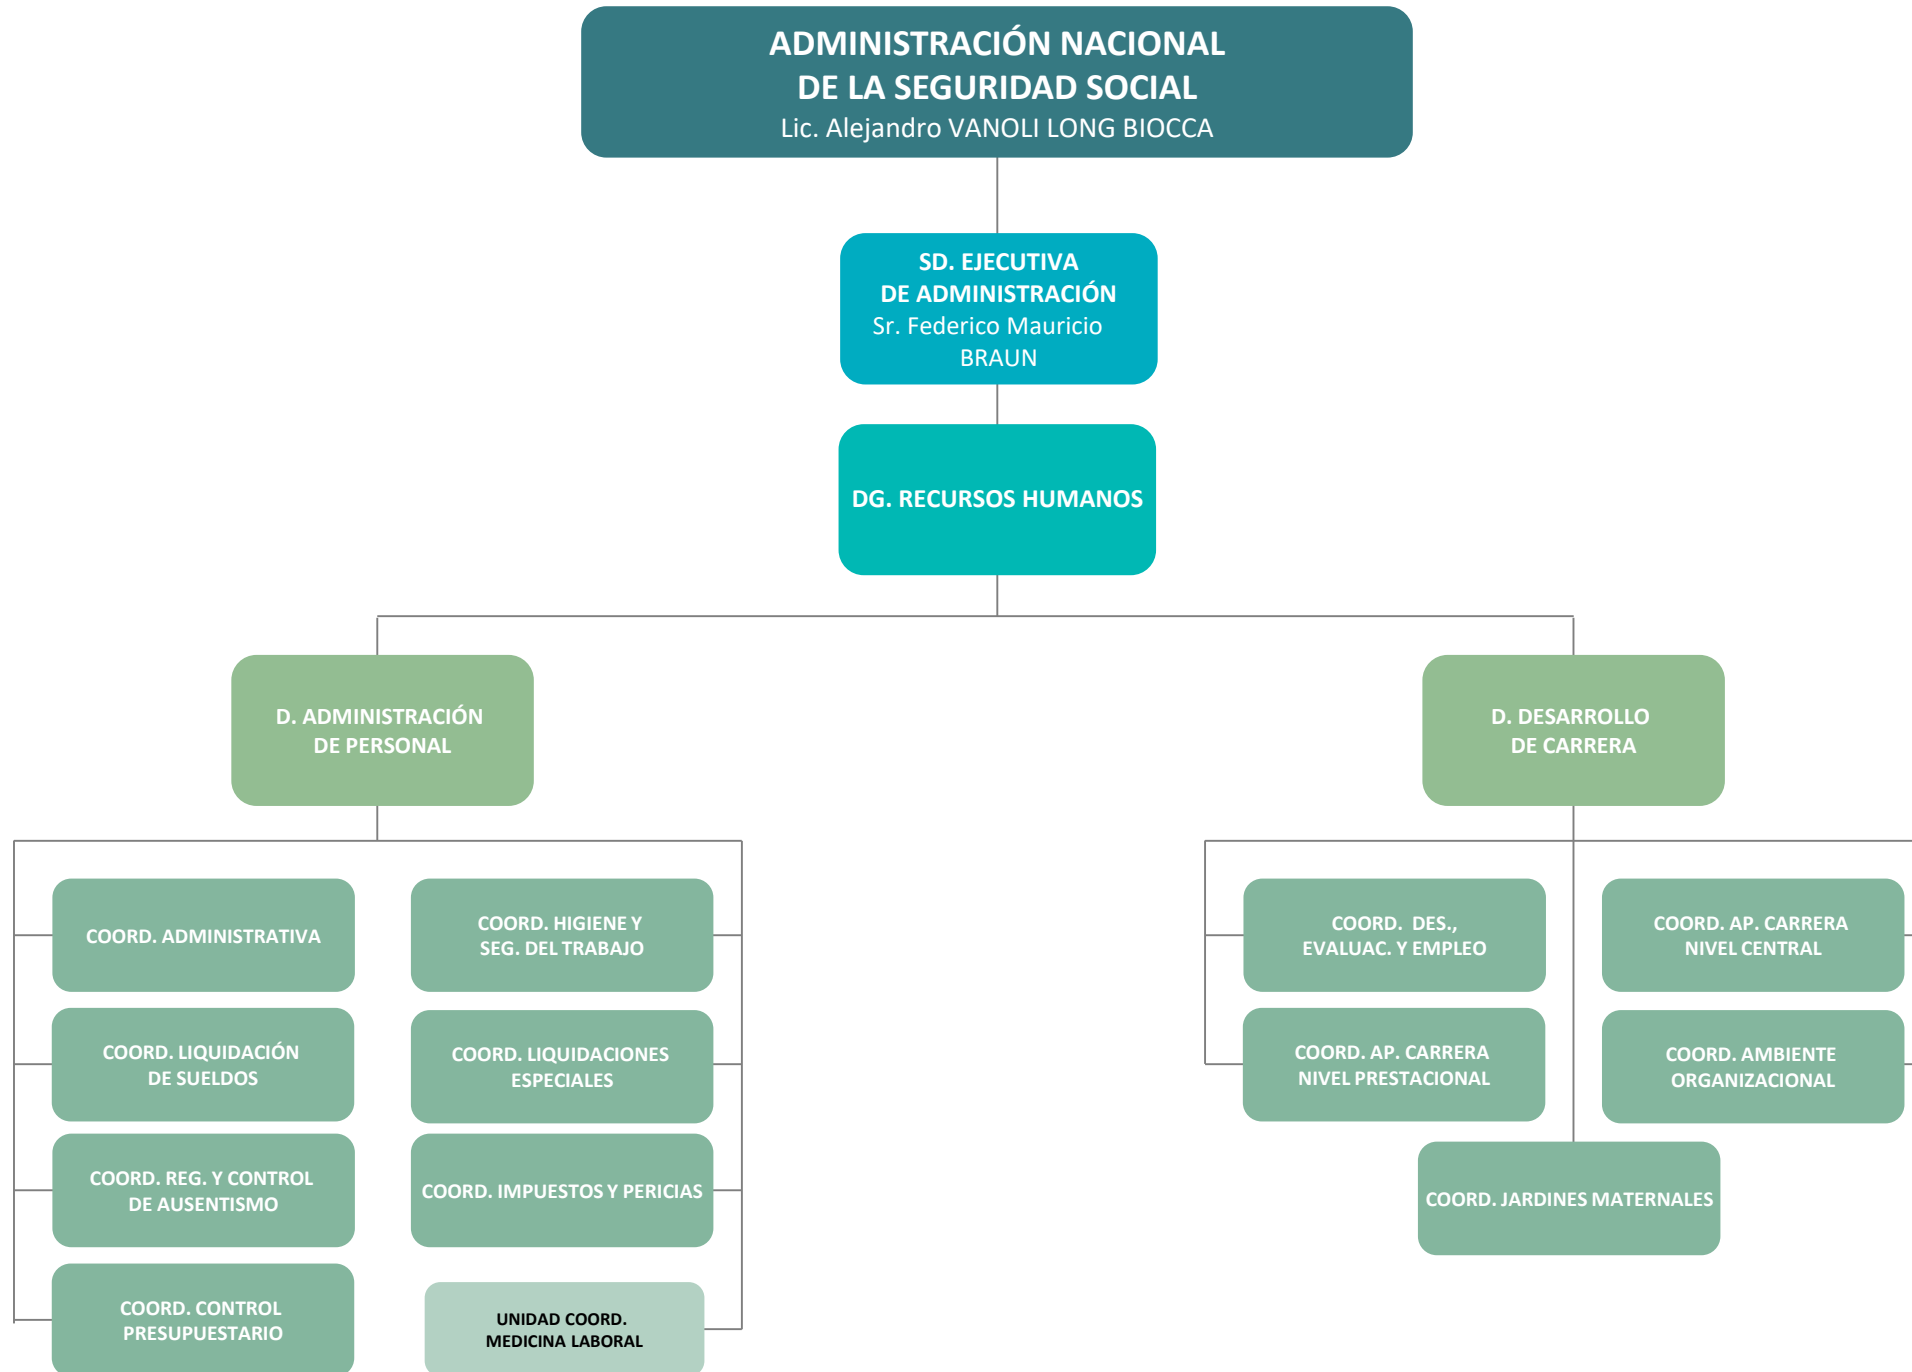 ADMINISTRACIÓN NACIONAL
DE LA SEGURIDAD SOCIAL
Lic. Alejandro VANOLI LONG BIOCCA
SD. EJECUTIVA
DE ADMINISTRACIÓN
Sr. Federico Mauricio
BRAUN
DG. RECURSOS HUMANOS
D. ADMINISTRACIÓN
DE PERSONAL
D. DESARROLLO
DE CARRERA
COORD. ADMINISTRATIVA
COORD. HIGIENE Y
SEG. DEL TRABAJO
COORD. LIQUIDACIÓN
DE SUELDOS
COORD. LIQUIDACIONES
ESPECIALES
COORD. REG. Y CONTROL
DE AUSENTISMO
COORD. IMPUESTOS Y PERICIAS
COORD. CONTROL
PRESUPUESTARIO
UNIDAD COORD.
MEDICINA LABORAL
COORD. DES.,
EVALUAC. Y EMPLEO
COORD. AP. CARRERA
NIVEL CENTRAL
COORD. AP. CARRERA
NIVEL PRESTACIONAL
COORD. AMBIENTE
ORGANIZACIONAL
COORD. JARDINES MATERNALES